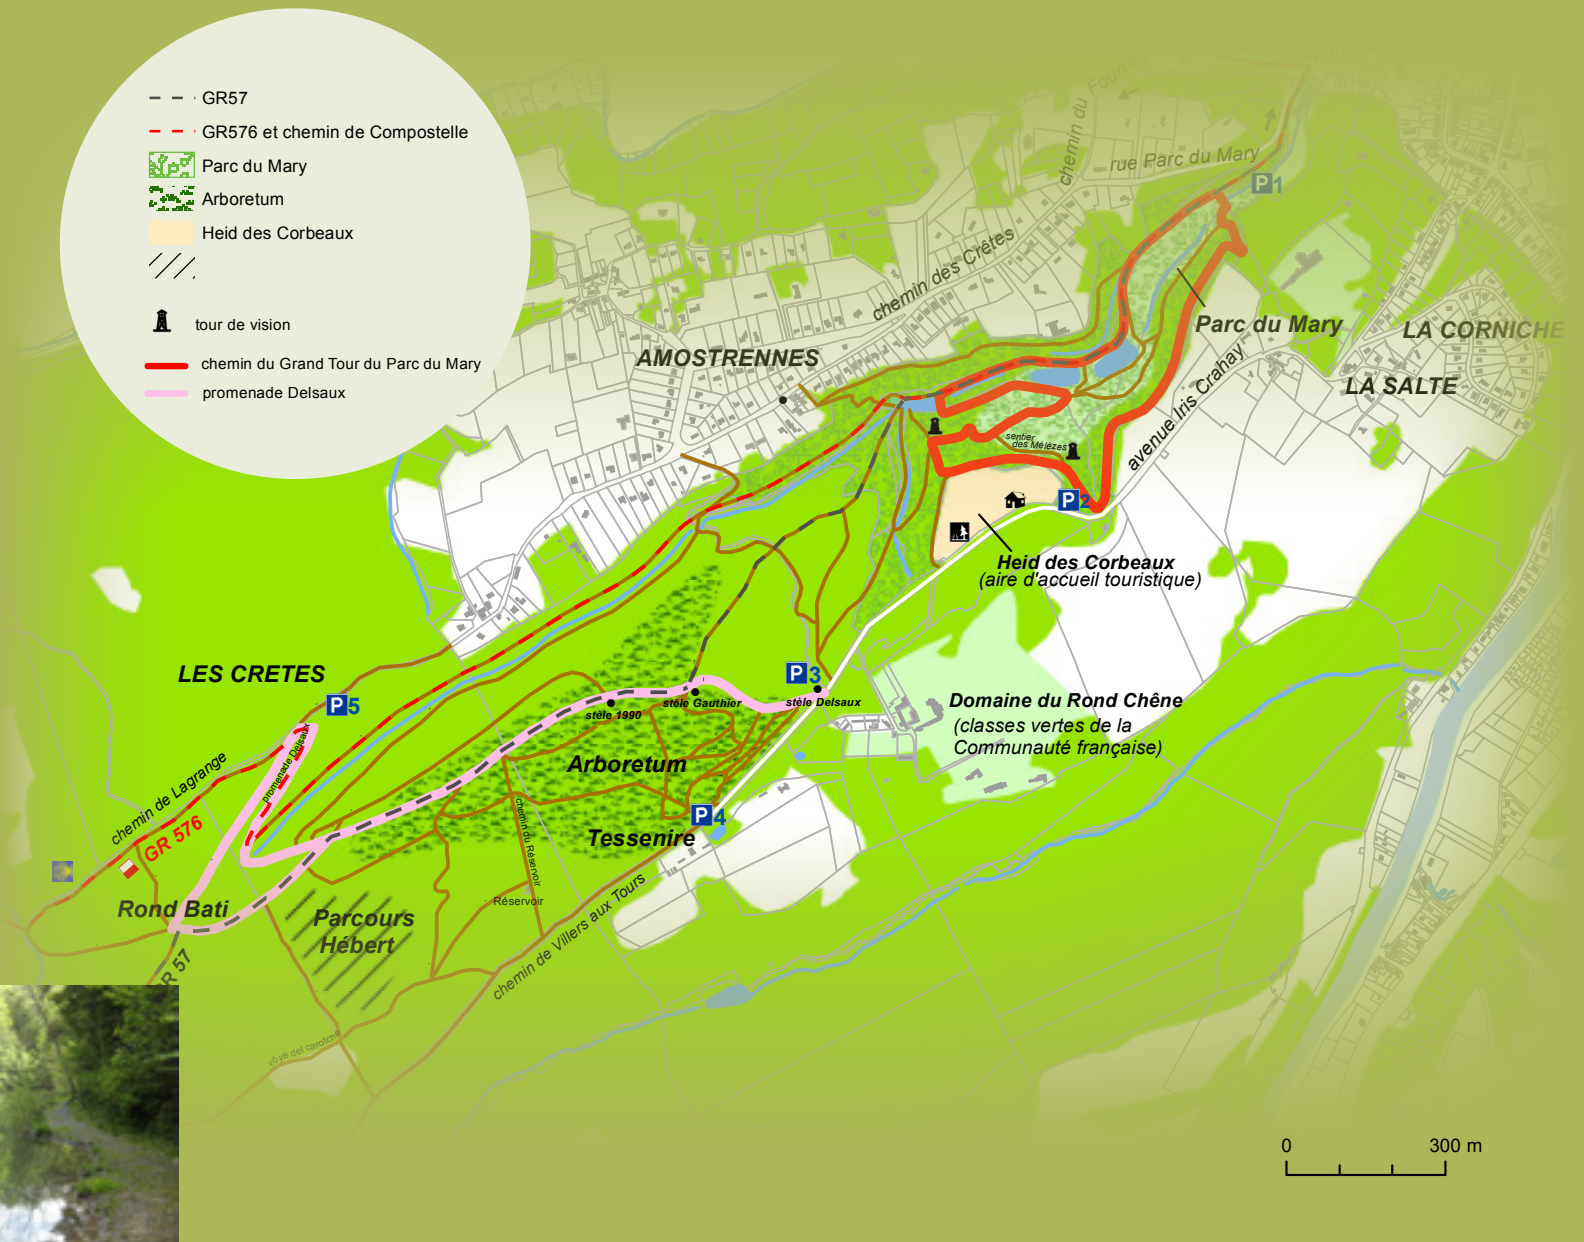 GR57
GR576 et chemin de Compostelle
Parc du Mary
Arboretum
Heid des Corbeaux
tour de vision
chemin du Grand Tour du Parc du Mary
promenade Delsaux
chemin du
rue Parc du Mary
P1
chemin des Crêtes
AMOSTRENNES
Parc du Mary
LA CORNICHE
LA SALTE
avenue Iris Crahay
sentier
des Mélèzes
P2
Heid des Corbeaux
(aire d'accueil touristique)
LES CRETES
P5
P3
stèle Delsaux
stèle Gauthier
stèle 1990
Domaine du Rond Chêne
(classes vertes de la
Communauté française)
promenade Delsaux
chemin de Lagrange
GR 576
Arboretum
P4
Tessenire
chemin du Réservoir
Réservoir
Rond Bati
Parcours
Hébert
chemin de Villers aux Tours
R 57
vôye del carotche
0 300 m